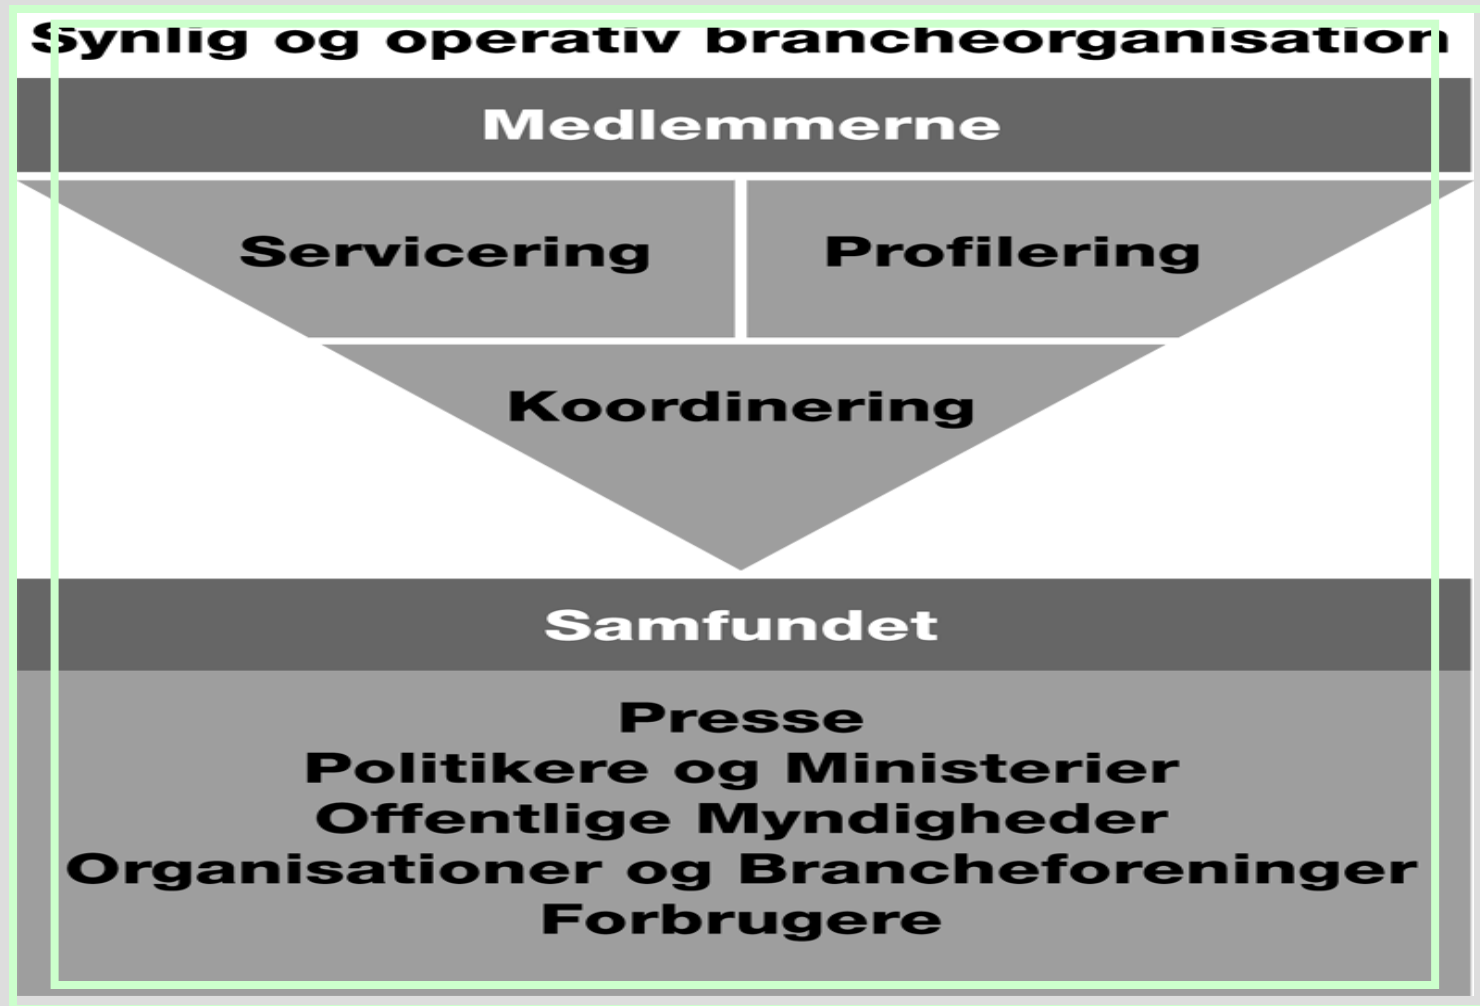 Synlig og operativ brancheorganisation
Medlemmerne
Servicering
Profilering
Koordinering
Samfundet
Presse
Politikere og Ministerier
Offentlige Myndigheder
Organisationer og Brancheforeninger
Forbrugere